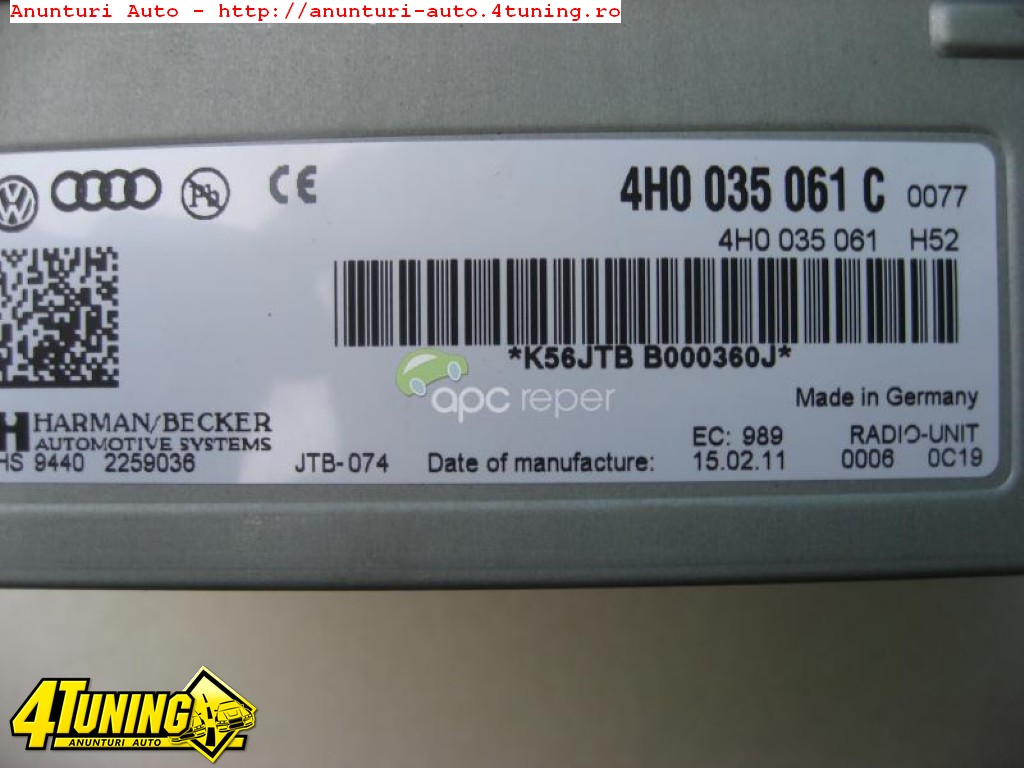 Anunturi Auto - http://anunturi-auto.4tuning.ro
Pb
CE
4H0 035 061 C 0077
4H0 035 061 H52
*K56JTB B000360J*
apc reper
Made in Germany
HARMAN/BECKER
AUTOMOTIVE SYSTEMS
EC: 989 RADIO-UNIT
HS 9440 2259036 JTB-074 Date of manufacture: 15.02.11 0006 0C19
4TUNING
ANUNTURI AUTO